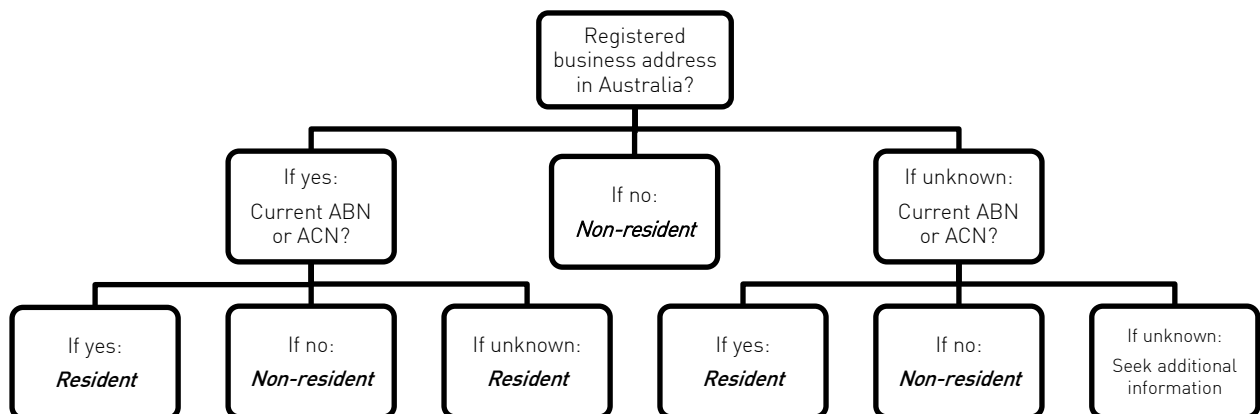 Registered
business address
in Australia?
If yes:
Current ABN
or ACN?
If no:
Non-resident
If unknown:
Current ABN
or ACN?
If yes:
Resident
If no:
Non-resident
If unknown:
Resident
If yes:
Resident
If no:
Non-resident
If unknown:
Seek additional
information